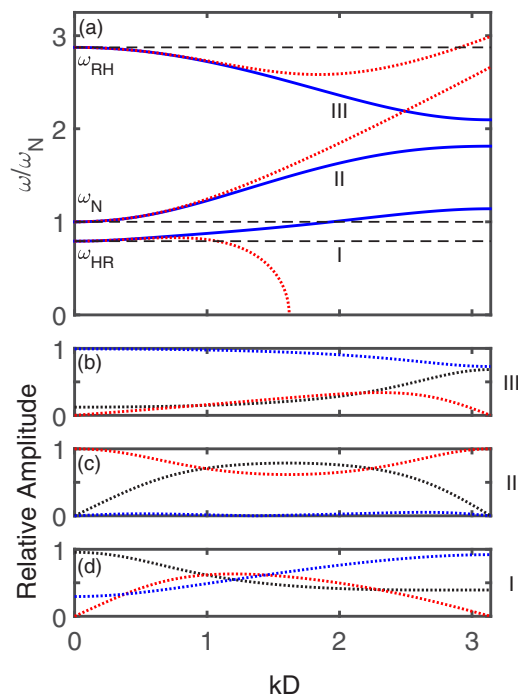 (a)
3
ω_RH
III
2
ω/ω_N
II
ω_N
1
ω_HR
I
0
(b)
1
III
0
(c)
1
II
0
Relative Amplitude
(d)
1
I
0
0 1 2 3
kD